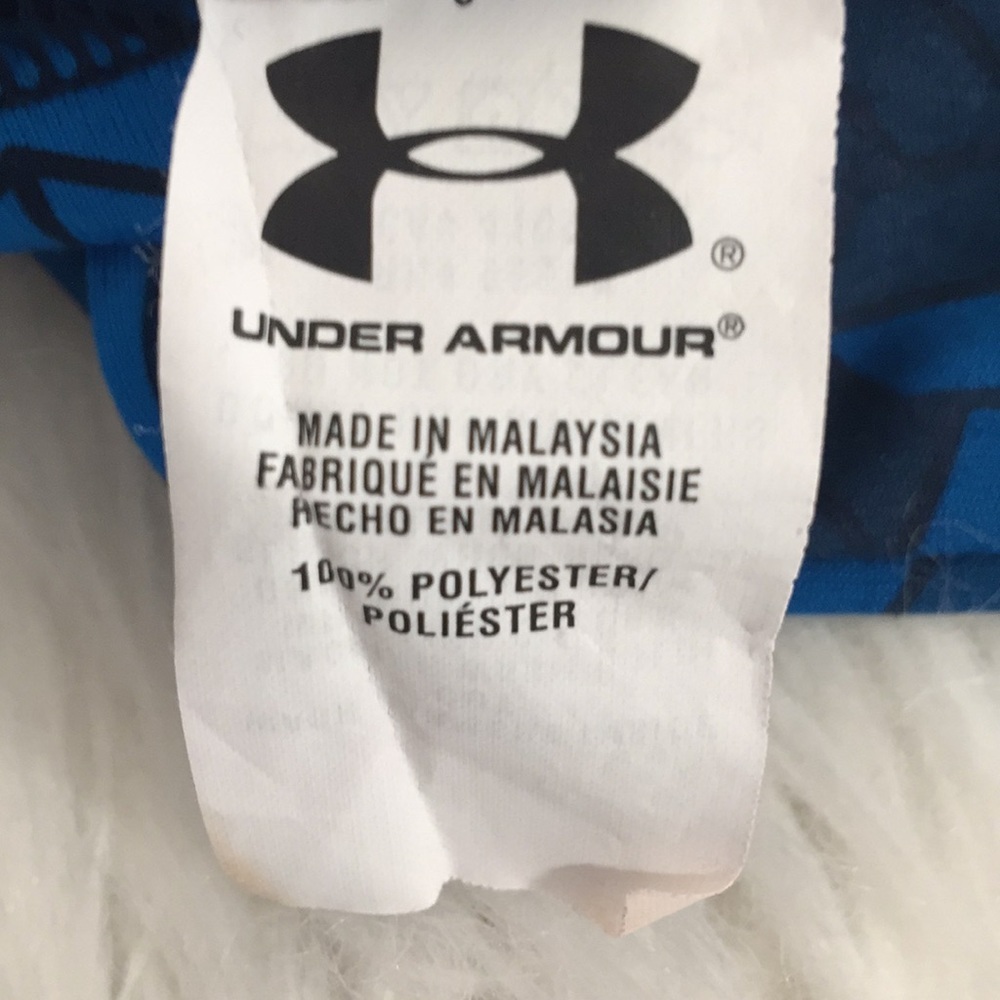 ®
UNDER ARMOUR®
MADE IN MALAYSIA
FABRIQUÉ EN MALAISIE
HECHO EN MALASIA
100% POLYESTER/
POLIÉSTER